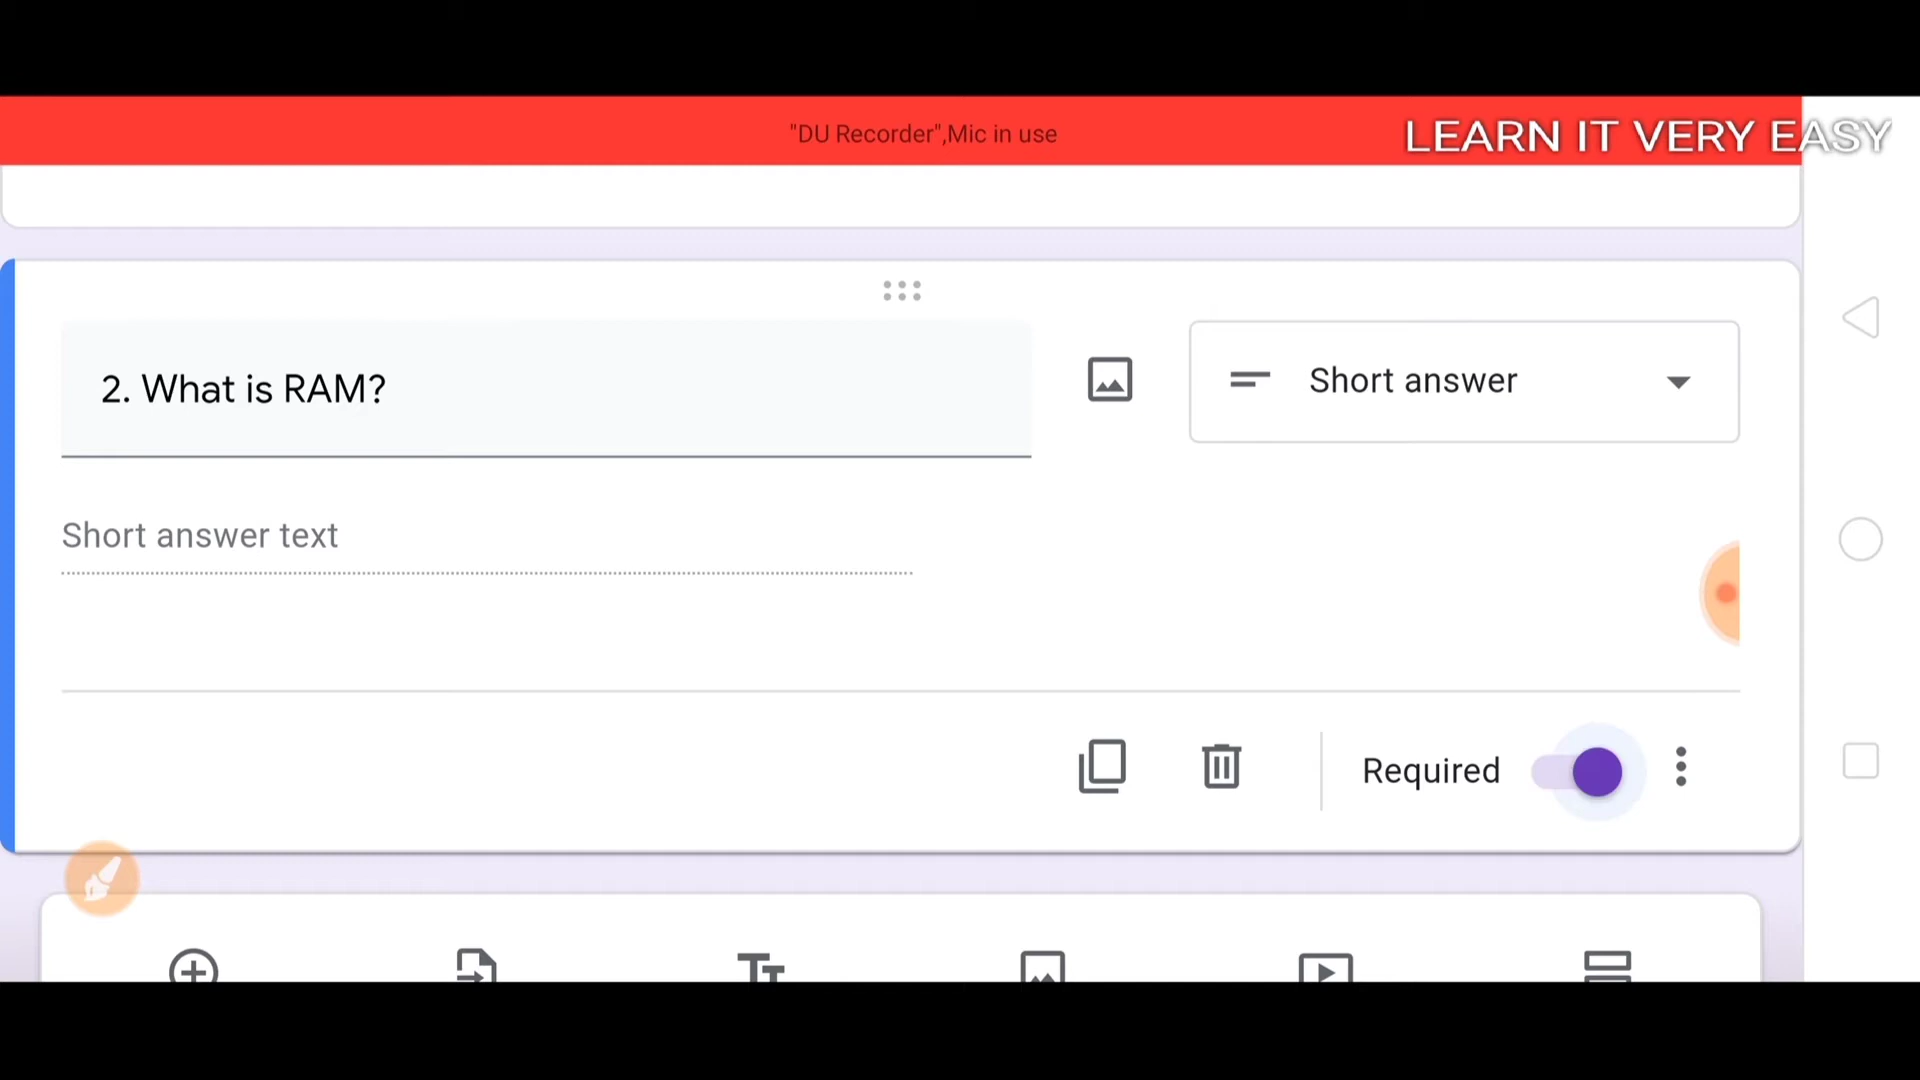 "DU Recorder",Mic in use
LEARN IT VERY EASY
2. What is RAM?
Short answer
Short answer text
Required